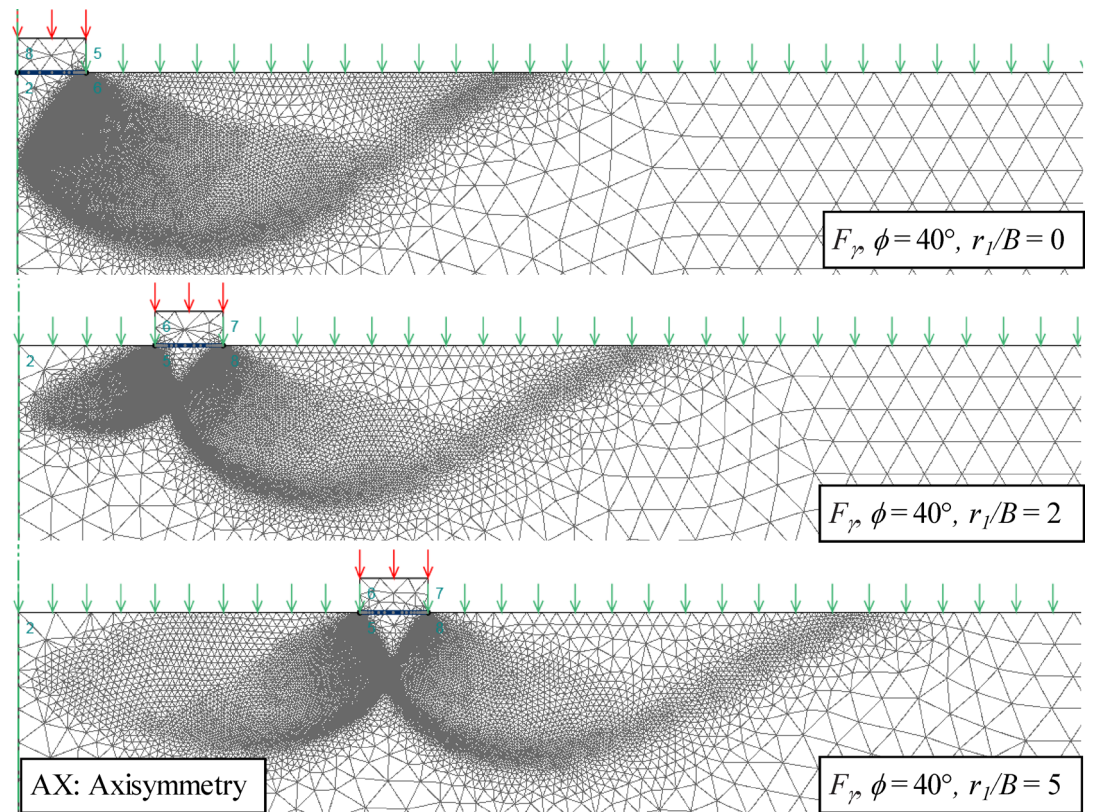 8 5
2 6
Fγ, ϕ = 40°, r1/B = 0
6 7
2 5 8
Fγ, ϕ = 40°, r1/B = 2
6 7
2 5 8
AX: Axisymmetry
Fγ, ϕ = 40°, r1/B = 5